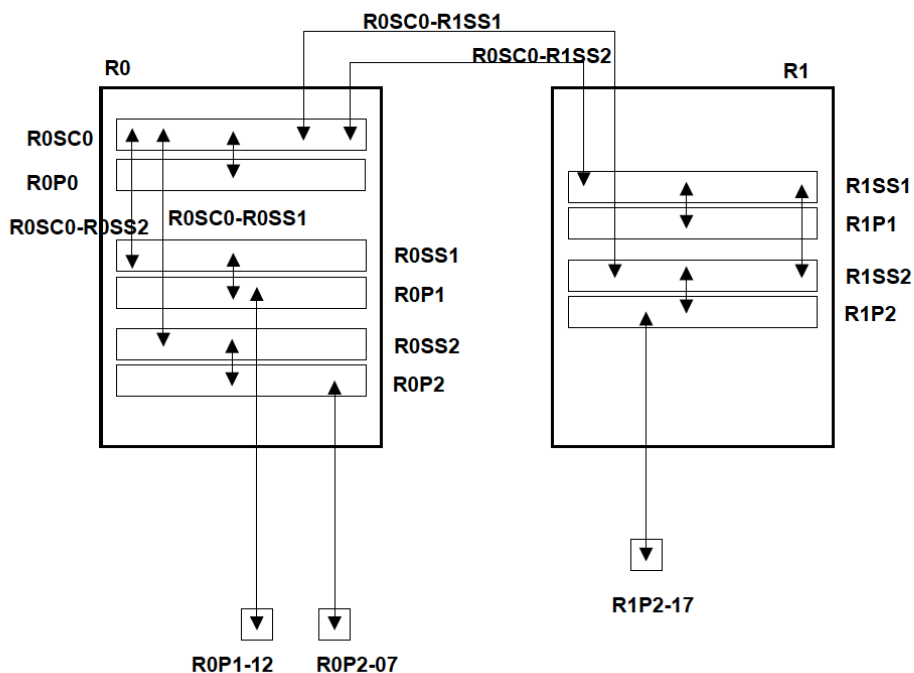 R0SC0-R1SS1
R0SC0-R1SS2
R0
R1
R0SC0
R0P0
R1SS1
R0SC0-R0SS2
R0SC0-R0SS1
R1P1
R0SS1
R1SS2
R0P1
R1P2
R0SS2
R0P2
R1P2-17
R0P1-12
R0P2-07